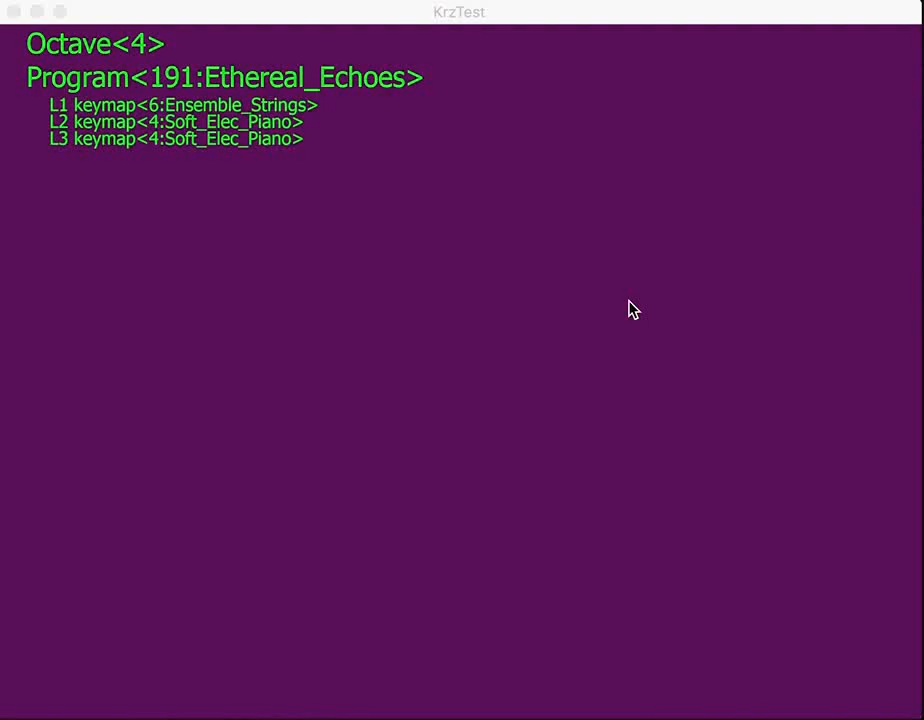 KrzTest
Octave<4>
Program<191:Ethereal_Echoes>
L1 keymap<6:Ensemble_Strings>
L2 keymap<4:Soft_Elec_Piano>
L3 keymap<4:Soft_Elec_Piano>